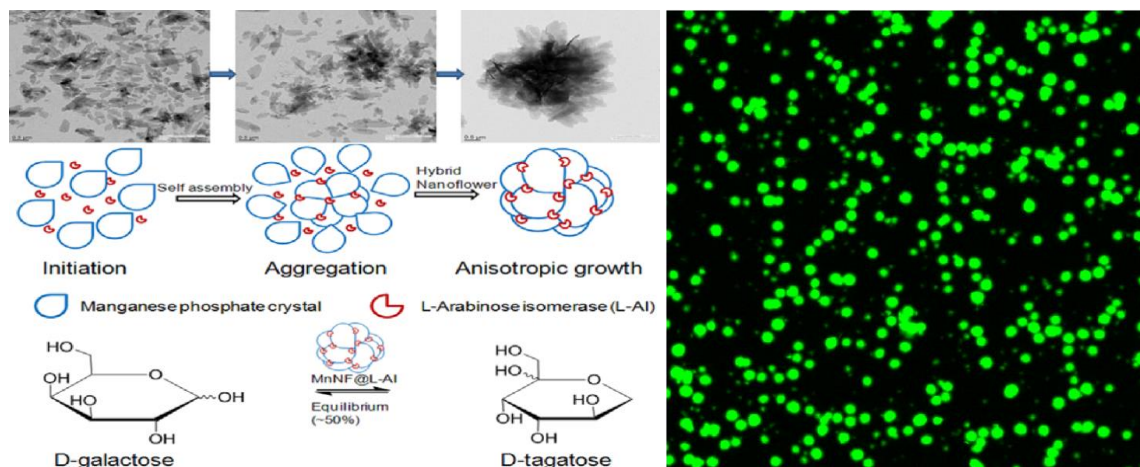 Self assembly
Hybrid
Nanoflower
Initiation
Aggregation
Anisotropic growth
Manganese phosphate crystal
L-Arabinose isomerase (L-AI)
HO
OH
O
HO
OH
HO
OH
D-galactose
MnNF@L-AI
Equilibrium
(~50%)
HO
HO
O
OH
OH
OH
D-tagatose